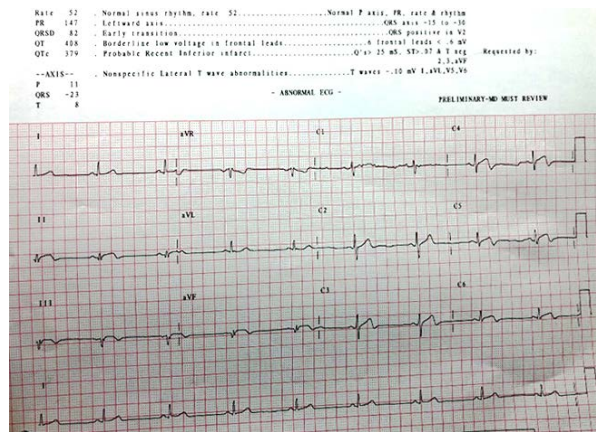 Rate 52 . Normal sinus rhythm, rate 52....................Normal P axis, PR, rate & rhythm
PR 147 . Leftward axis..............................................QRS axis -15 to -30
QRSD 82 . Early transition...............................................QRS positive in V2
QT 408 . Borderline low voltage in frontal leads....................6 frontal leads < .6 mV
QTc 379 . Probable Recent Inferior infarct.................Q's> 25 mS, ST>.07 & T neg Requested by:
2,3,aVF
--AXIS-- . Nonspecific Lateral T wave abnormalities.............T waves -.10 mV I,aVL,V5,V6
P 11
QRS -23 - ABNORMAL ECG -
T 8 PRELIMINARY-MD MUST REVIEW
I aVR C1 C4
II aVL C2 C5
III aVF C3 C6